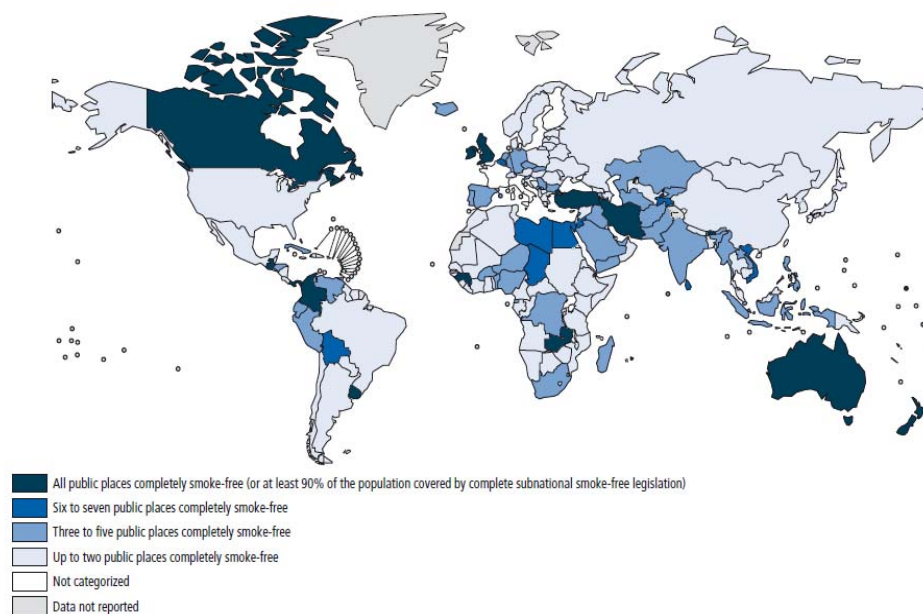 All public places completely smoke-free (or at least 90% of the population covered by complete subnational smoke-free legislation)
Six to seven public places completely smoke-free
Three to five public places completely smoke-free
Up to two public places completely smoke-free
Not categorized
Data not reported